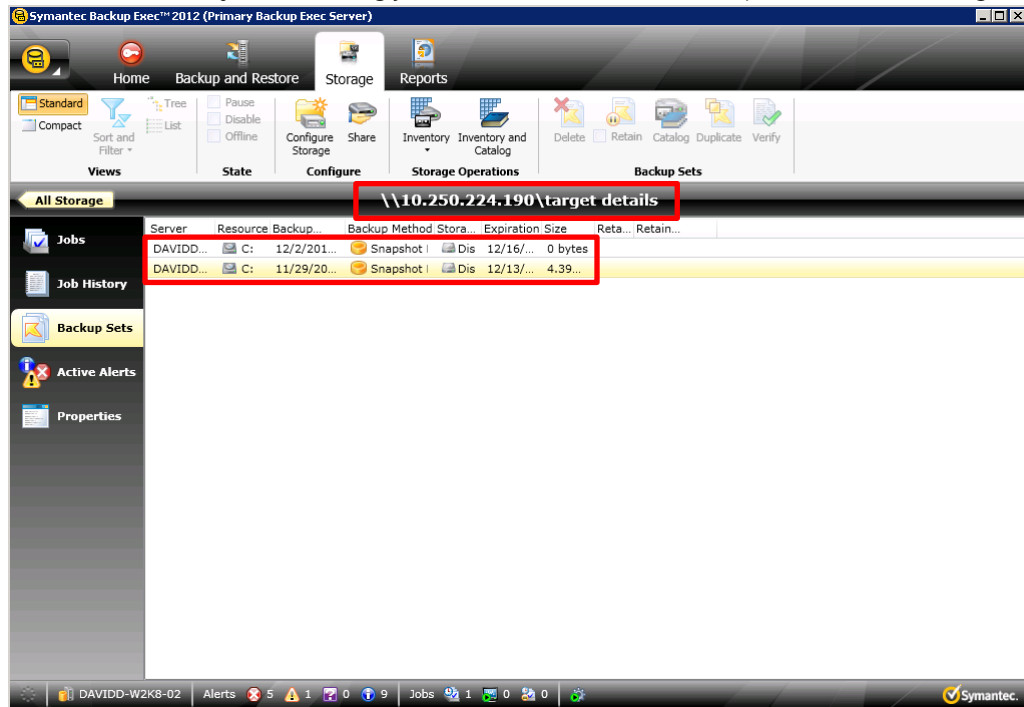 Symantec Backup Exec™ 2012 (Primary Backup Exec Server)
Home Backup and Restore Storage Reports
Standard
Compact
Sort and Filter
Tree
List
Pause
Disable
Offline
Configure Storage
Share
Inventory
Inventory and Catalog
Delete
Retain
Catalog
Duplicate
Verify
Views State Configure Storage Operations Backup Sets
All Storage
\\10.250.224.190\target details
Server Resource Backup... Backup Method Stora... Expiration Size Reta... Retain...
DAVIDD... C: 12/2/201... Snapshot Dis 12/16/... 0 bytes
DAVIDD... C: 11/29/20... Snapshot Dis 12/13/... 4.39...
Jobs
Job History
Backup Sets
Active Alerts
Properties
DAVIDD-W2K8-02 Alerts 5 1 0 9 Jobs 1 0 0 Symantec.